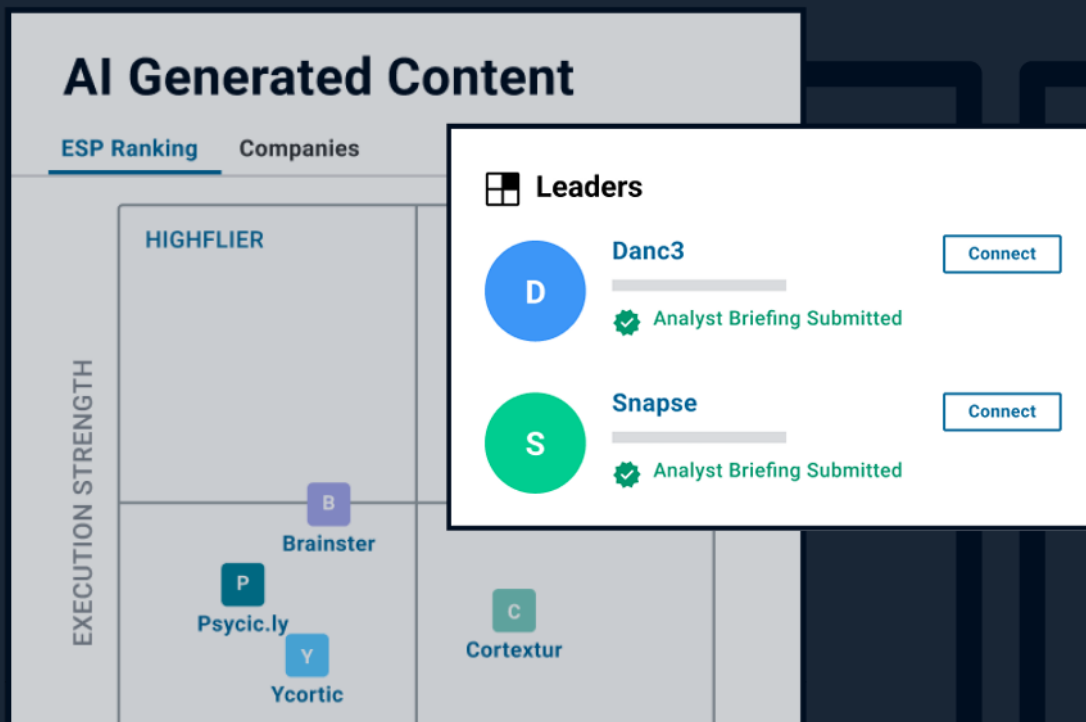 AI Generated Content
ESP Ranking
Companies
HIGHFLIER
EXECUTION STRENGTH
B
Brainster
P
Psycic.ly
Y
Ycortic
C
Cortextur
Leaders
D
Danc3
Connect
Analyst Briefing Submitted
S
Snapse
Connect
Analyst Briefing Submitted